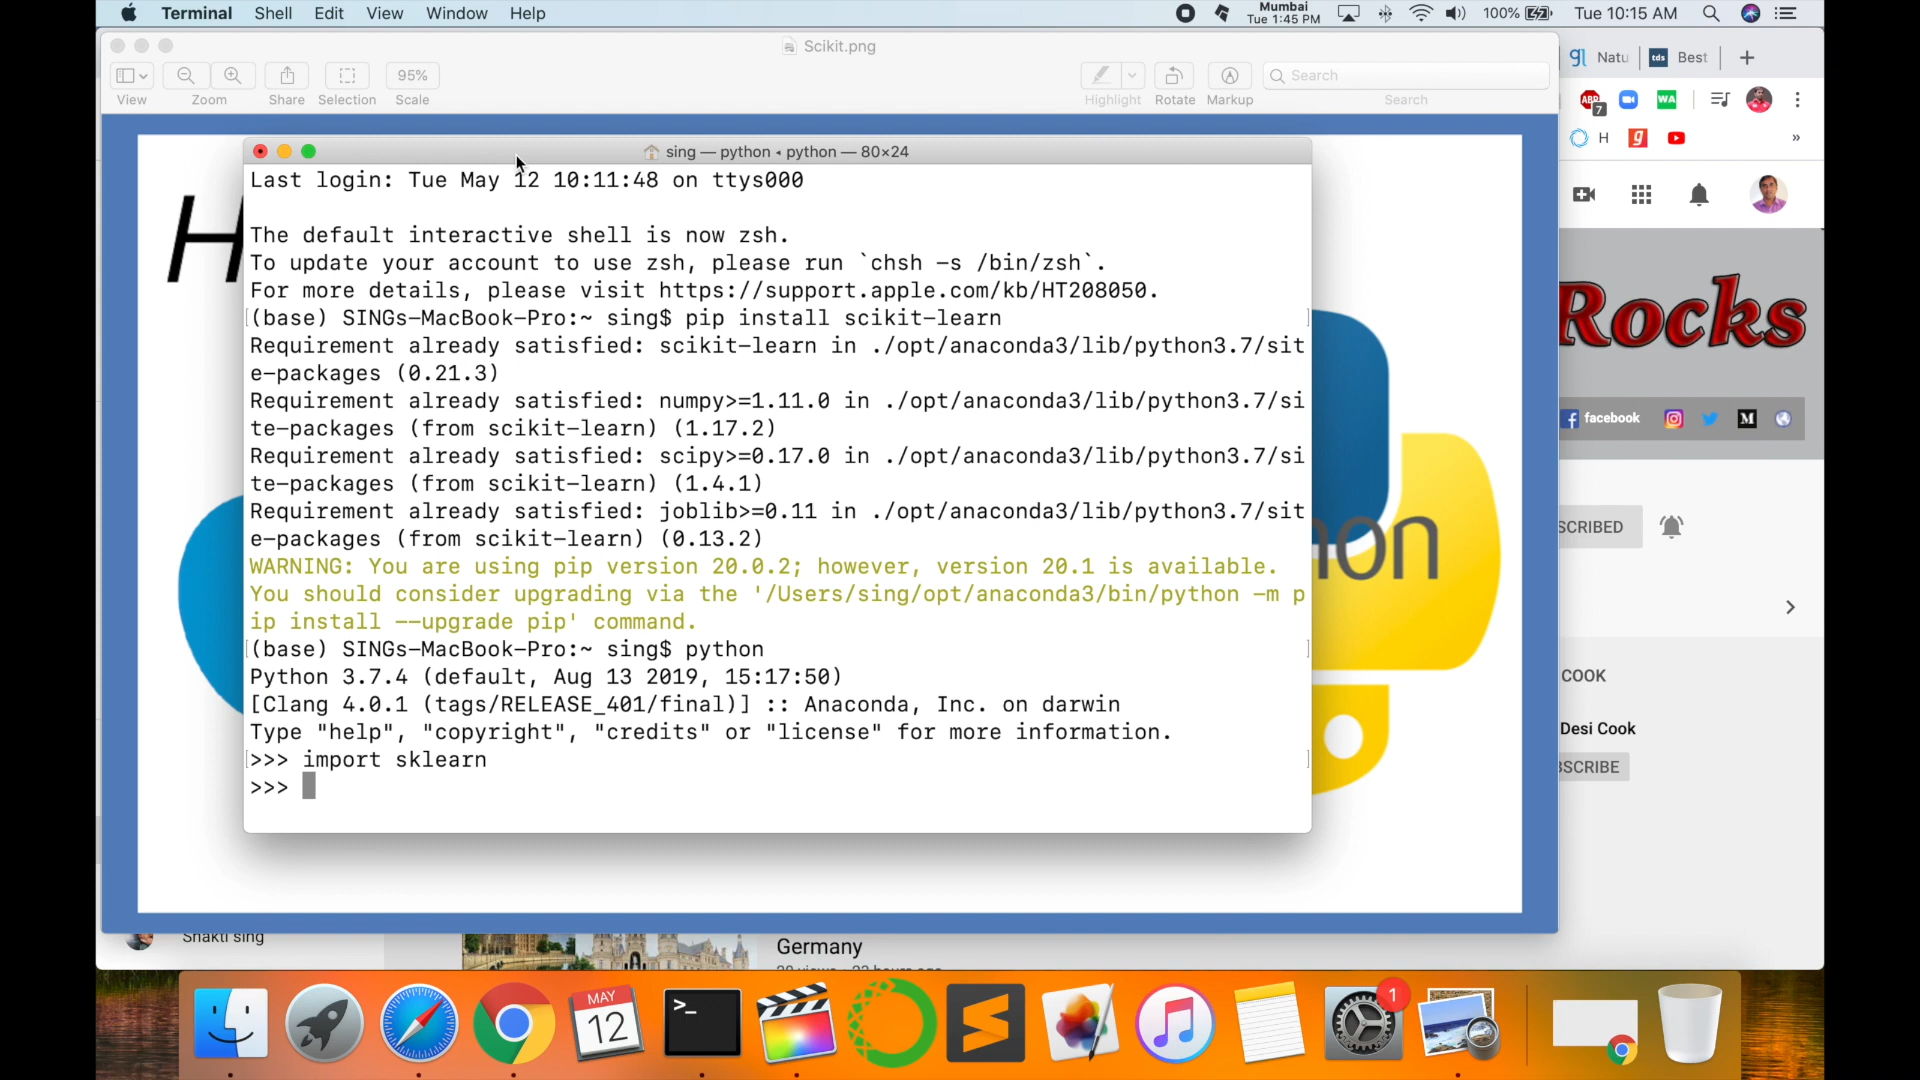 Terminal Shell Edit View Window Help
Mumbai
Tue 1:45 PM
100%
Tue 10:15 AM
Scikit.png
95%
Search
View Zoom Share Selection Scale Highlight Rotate Markup Search
Natu
tds Best
ABP
7
WA
H
sing — python ◂ python — 80×24
Last login: Tue May 12 10:11:48 on ttys000
The default interactive shell is now zsh.
To update your account to use zsh, please run `chsh -s /bin/zsh`.
For more details, please visit https://support.apple.com/kb/HT208050.
(base) SINGs-MacBook-Pro:~ sing$ pip install scikit-learn
Requirement already satisfied: scikit-learn in ./opt/anaconda3/lib/python3.7/sit
e-packages (0.21.3)
Requirement already satisfied: numpy>=1.11.0 in ./opt/anaconda3/lib/python3.7/si
te-packages (from scikit-learn) (1.17.2)
Requirement already satisfied: scipy>=0.17.0 in ./opt/anaconda3/lib/python3.7/si
te-packages (from scikit-learn) (1.4.1)
Requirement already satisfied: joblib>=0.11 in ./opt/anaconda3/lib/python3.7/sit
e-packages (from scikit-learn) (0.13.2)
WARNING: You are using pip version 20.0.2; however, version 20.1 is available.
You should consider upgrading via the '/Users/sing/opt/anaconda3/bin/python -m p
ip install --upgrade pip' command.
(base) SINGs-MacBook-Pro:~ sing$ python
Python 3.7.4 (default, Aug 13 2019, 15:17:50)
[Clang 4.0.1 (tags/RELEASE_401/final)] :: Anaconda, Inc. on darwin
Type "help", "copyright", "credits" or "license" for more information.
>>> import sklearn
>>>
H
hon
Rocks
facebook
SCRIBED
COOK
Desi Cook
BSCRIBE
Shakti sing
Germany
MAY
12
1